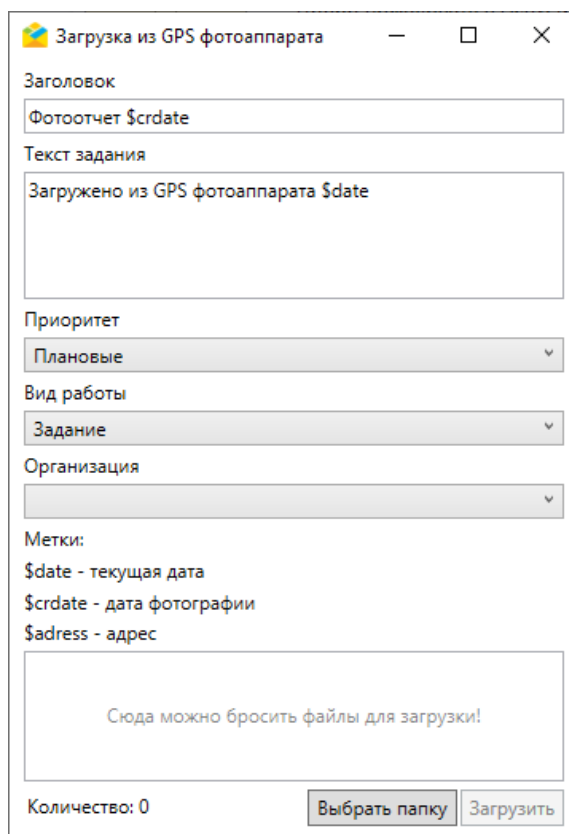 Загрузка из GPS фотоаппарата
Заголовок
Фотоотчет $crdate
Текст задания
Загружено из GPS фотоаппарата $date
Приоритет
Плановые
Вид работы
Задание
Организация
Метки:
$date - текущая дата
$crdate - дата фотографии
$adress - адрес
Сюда можно бросить файлы для загрузки!
Количество: 0
Выбрать папку
Загрузить